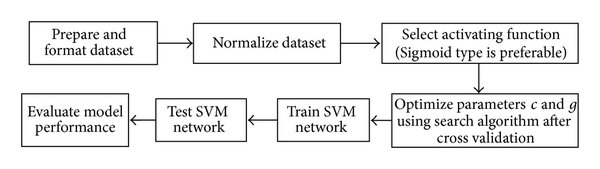 Prepare and
format dataset
Normalize dataset
Select activating function
(Sigmoid type is preferable)
Optimize parameters c and g
using search algorithm after
cross validation
Train SVM
network
Test SVM
network
Evaluate model
performance